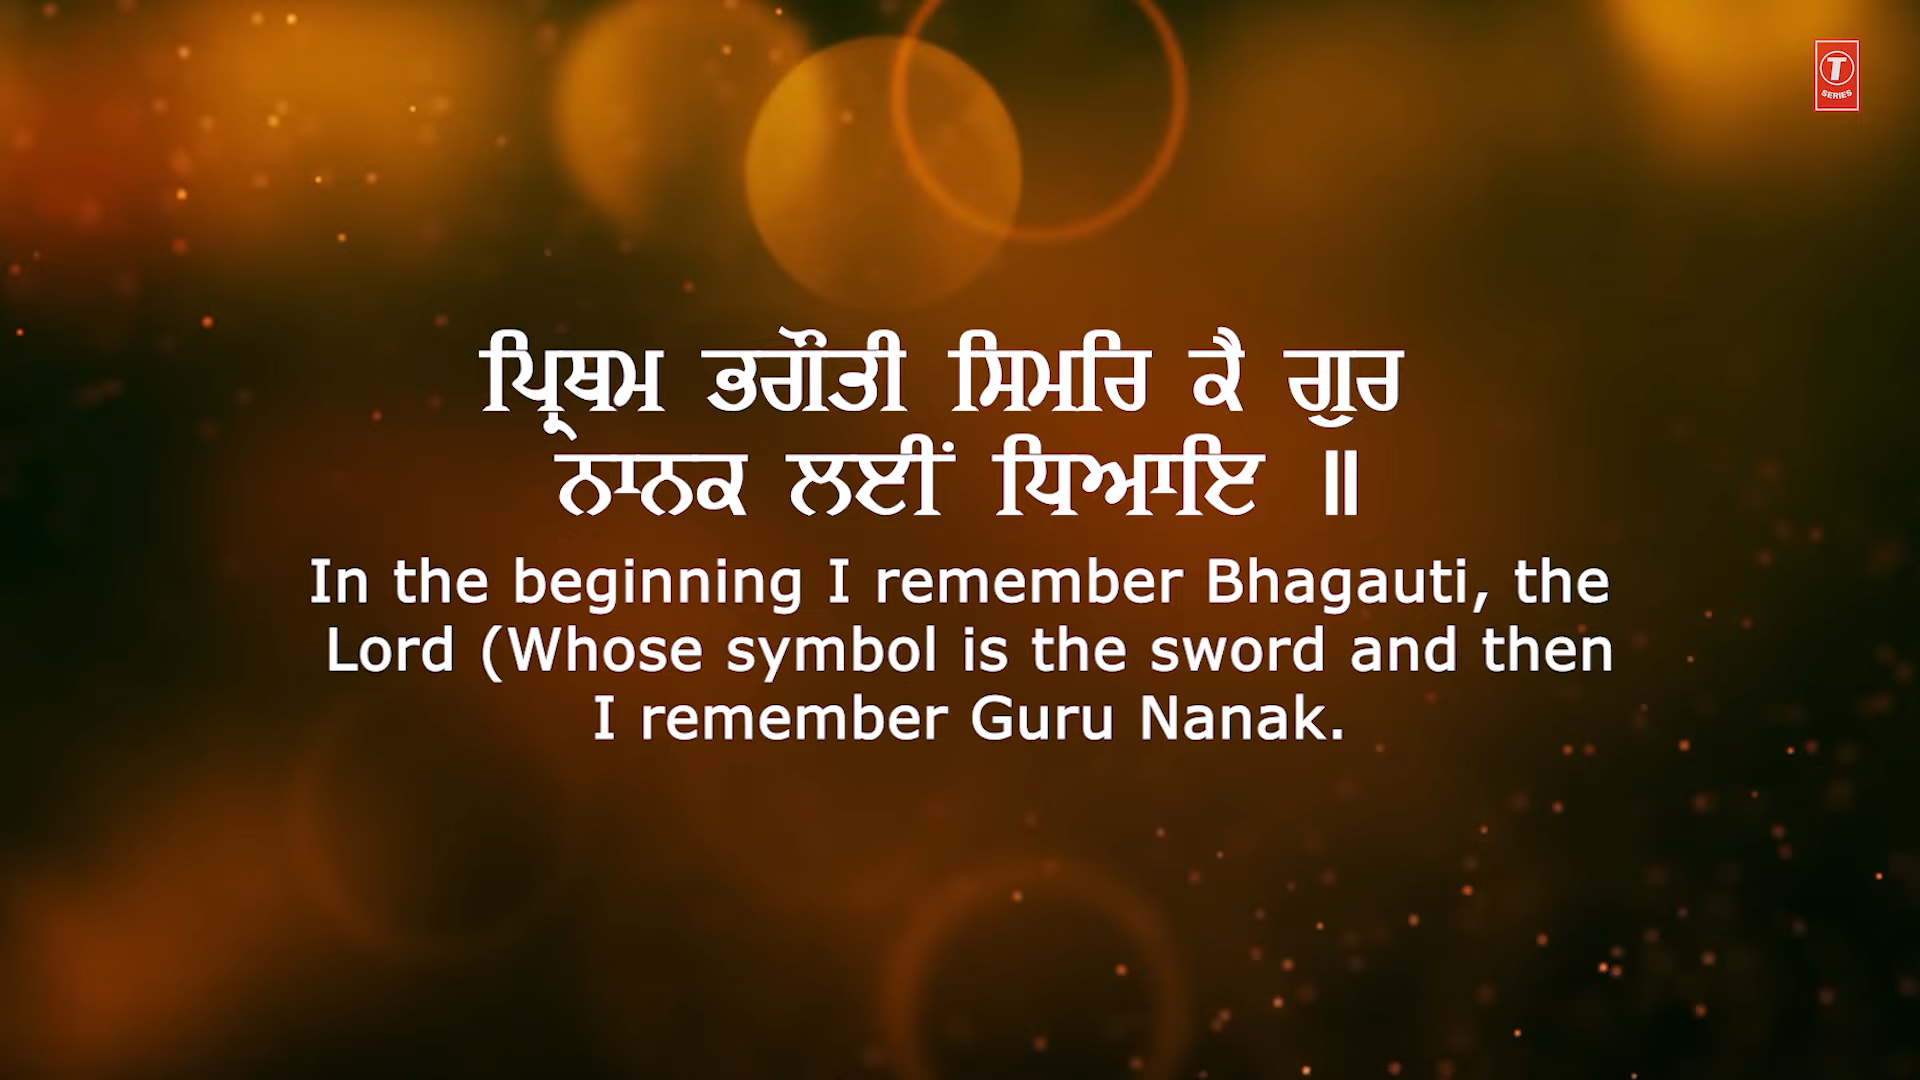 T
SERIES
ਪ੍ਰਿਥਮ ਭਗੌਤੀ ਸਿਮਰਿ ਕੈ ਗੁਰ
ਨਾਨਕ ਲਈਂ ਧਿਆਇ ॥
In the beginning I remember Bhagauti, the
Lord (Whose symbol is the sword and then
I remember Guru Nanak.